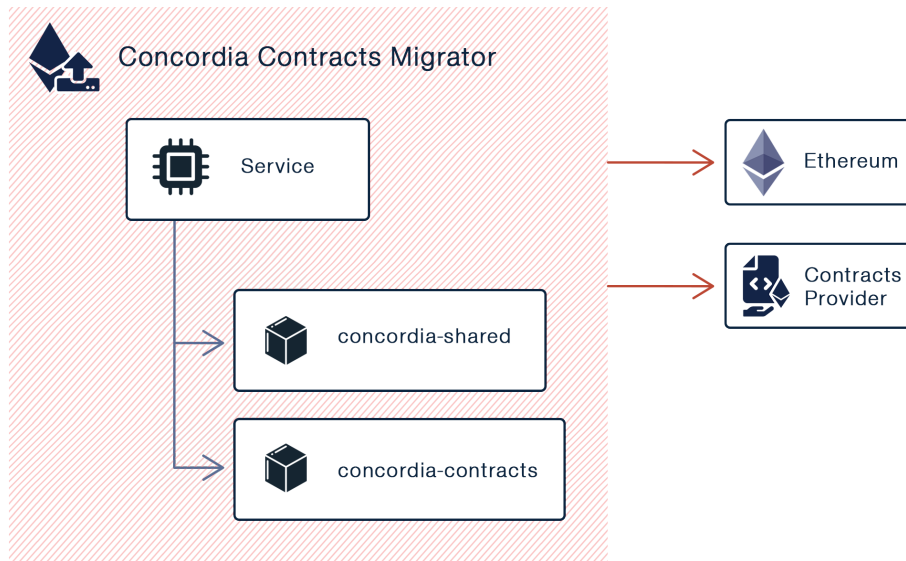 Concordia Contracts Migrator
Service
concordia-shared
concordia-contracts
Ethereum
Contracts
Provider